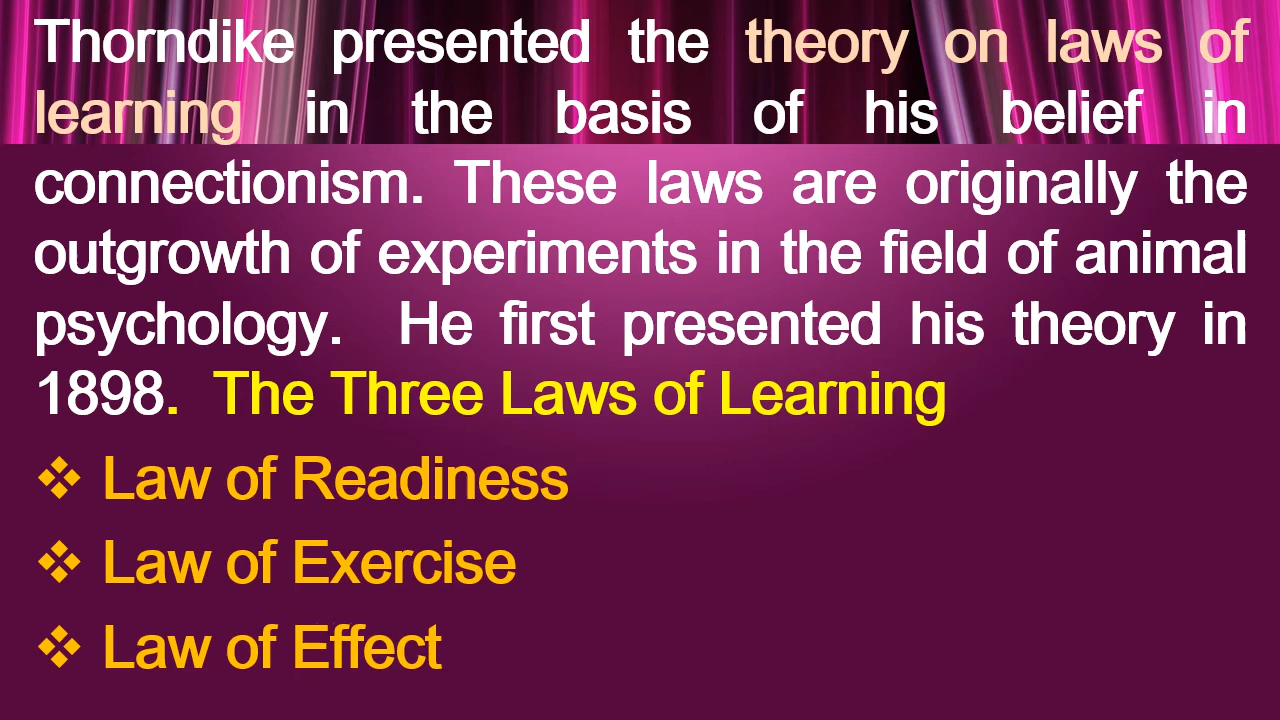 Thorndike presented the theory on laws of
learning in the basis of his belief in
connectionism. These laws are originally the
outgrowth of experiments in the field of animal
psychology. He first presented his theory in
1898. The Three Laws of Learning
❖ Law of Readiness
❖ Law of Exercise
❖ Law of Effect